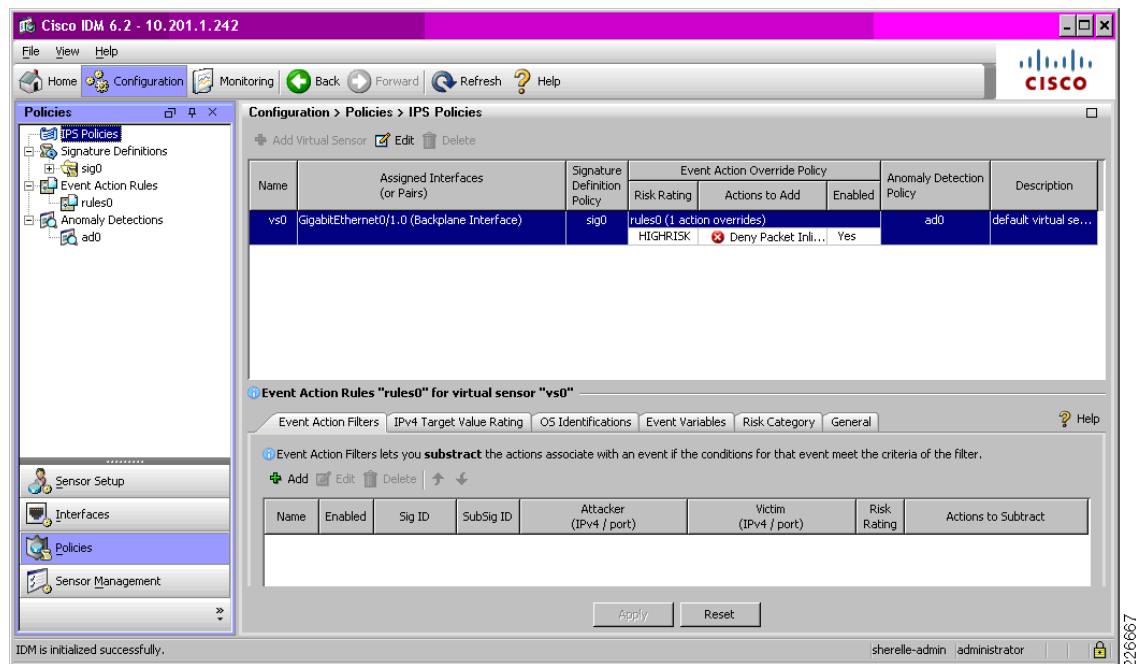 Cisco IDM 6.2 - 10.201.1.242
File View Help
CISCO
Home Configuration Monitoring Back Forward Refresh Help
Policies
IPS Policies
Signature Definitions
sig0
Event Action Rules
rules0
Anomaly Detections
ad0
Sensor Setup
Interfaces
Policies
Sensor Management
Configuration > Policies > IPS Policies
Add Virtual Sensor Edit Delete
Name
Assigned Interfaces
(or Pairs)
Signature
Definition
Policy
Event Action Override Policy
Risk Rating Actions to Add Enabled
Anomaly Detection
Policy
Description
vs0 GigabitEthernet0/1.0 (Backplane Interface) sig0 rules0 (1 action overrides) ad0 default virtual se...
HIGHRISK Deny Packet Inli... Yes
Event Action Rules "rules0" for virtual sensor "vs0"
Event Action Filters IPv4 Target Value Rating OS Identifications Event Variables Risk Category General Help
Event Action Filters lets you substract the actions associate with an event if the conditions for that event meet the criteria of the filter.
Add Edit Delete
Name Enabled Sig ID SubSig ID
Attacker
(IPv4 / port)
Victim
(IPv4 / port)
Risk
Rating
Actions to Subtract
Apply Reset
IDM is initialized successfully. sherelle-admin administrator
226667